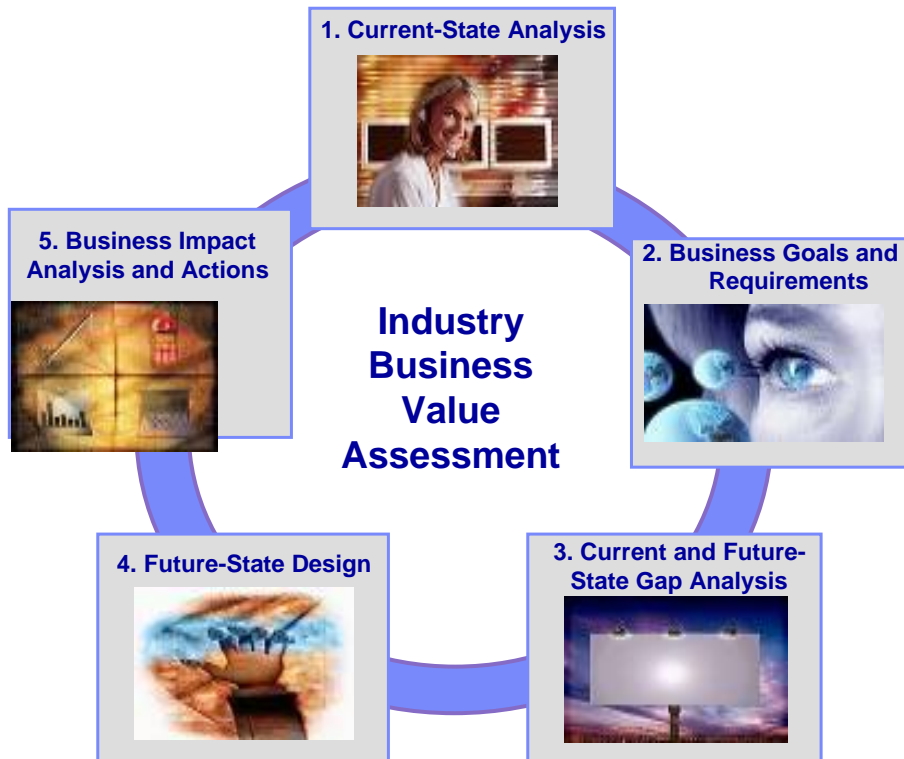 1. Current-State Analysis
2. Business Goals and
Requirements
3. Current and Future-
State Gap Analysis
4. Future-State Design
5. Business Impact
Analysis and Actions
Industry
Business
Value
Assessment